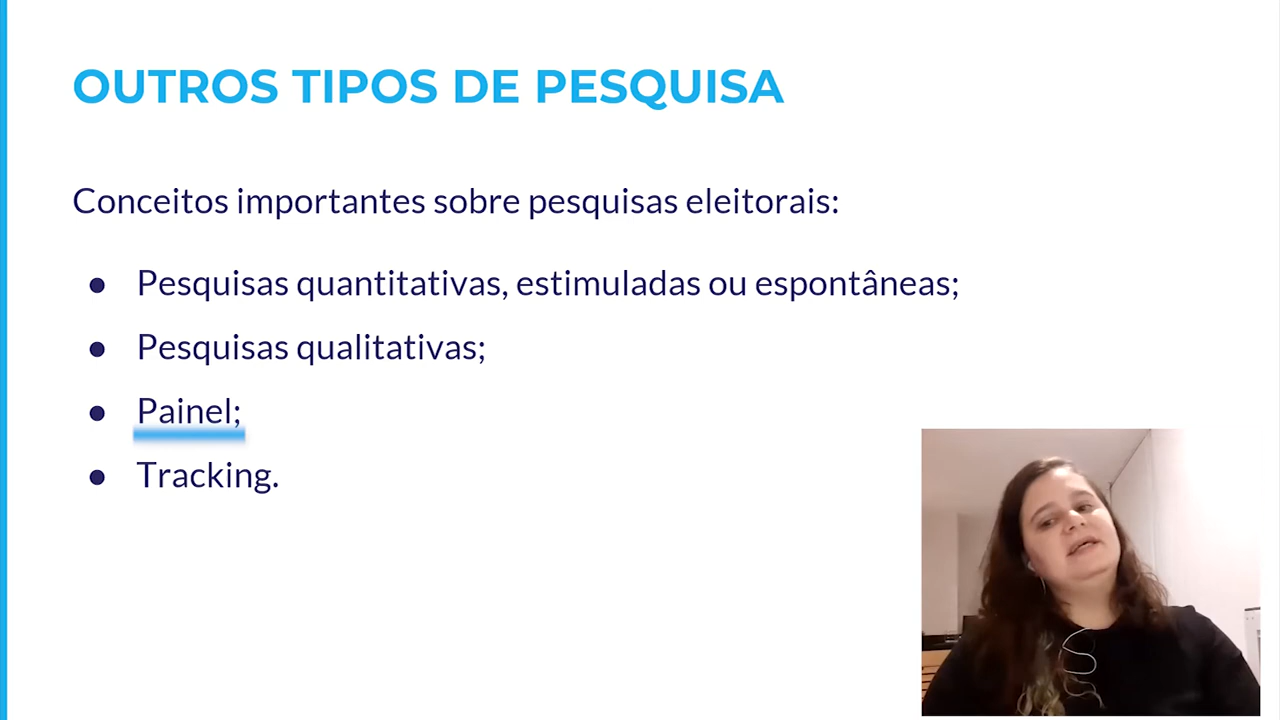 OUTROS TIPOS DE PESQUISA
Conceitos importantes sobre pesquisas eleitorais:
● Pesquisas quantitativas, estimuladas ou espontâneas;
● Pesquisas qualitativas;
● Painel;
● Tracking.